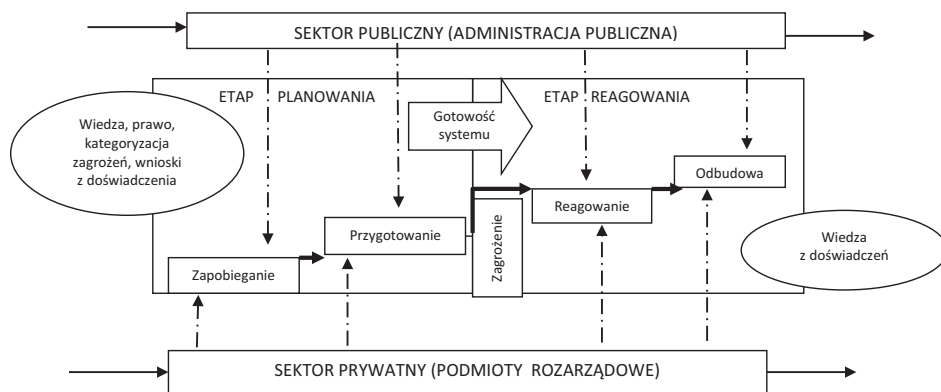 SEKTOR PUBLICZNY (ADMINISTRACJA PUBLICZNA)
ETAP PLANOWANIA
ETAP REAGOWANIA
Wiedza, prawo,
kategoryzacja
zagrożeń, wnioski
z doświadczenia
Gotowość
systemu
Odbudowa
Reagowanie
Przygotowanie
Zagrożenie
Zapobieganie
Wiedza
z doświadczeń
SEKTOR PRYWATNY (PODMIOTY ROZARZĄDOWE)